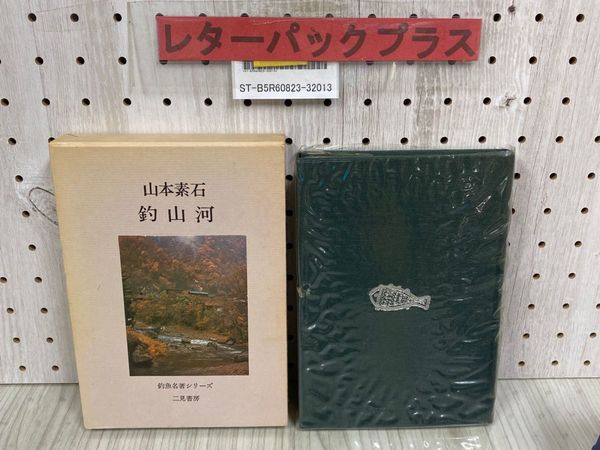 レターパックプラス
ST-B5R60823-32013
山本素石
釣山河
釣魚名著シリーズ
二見書房